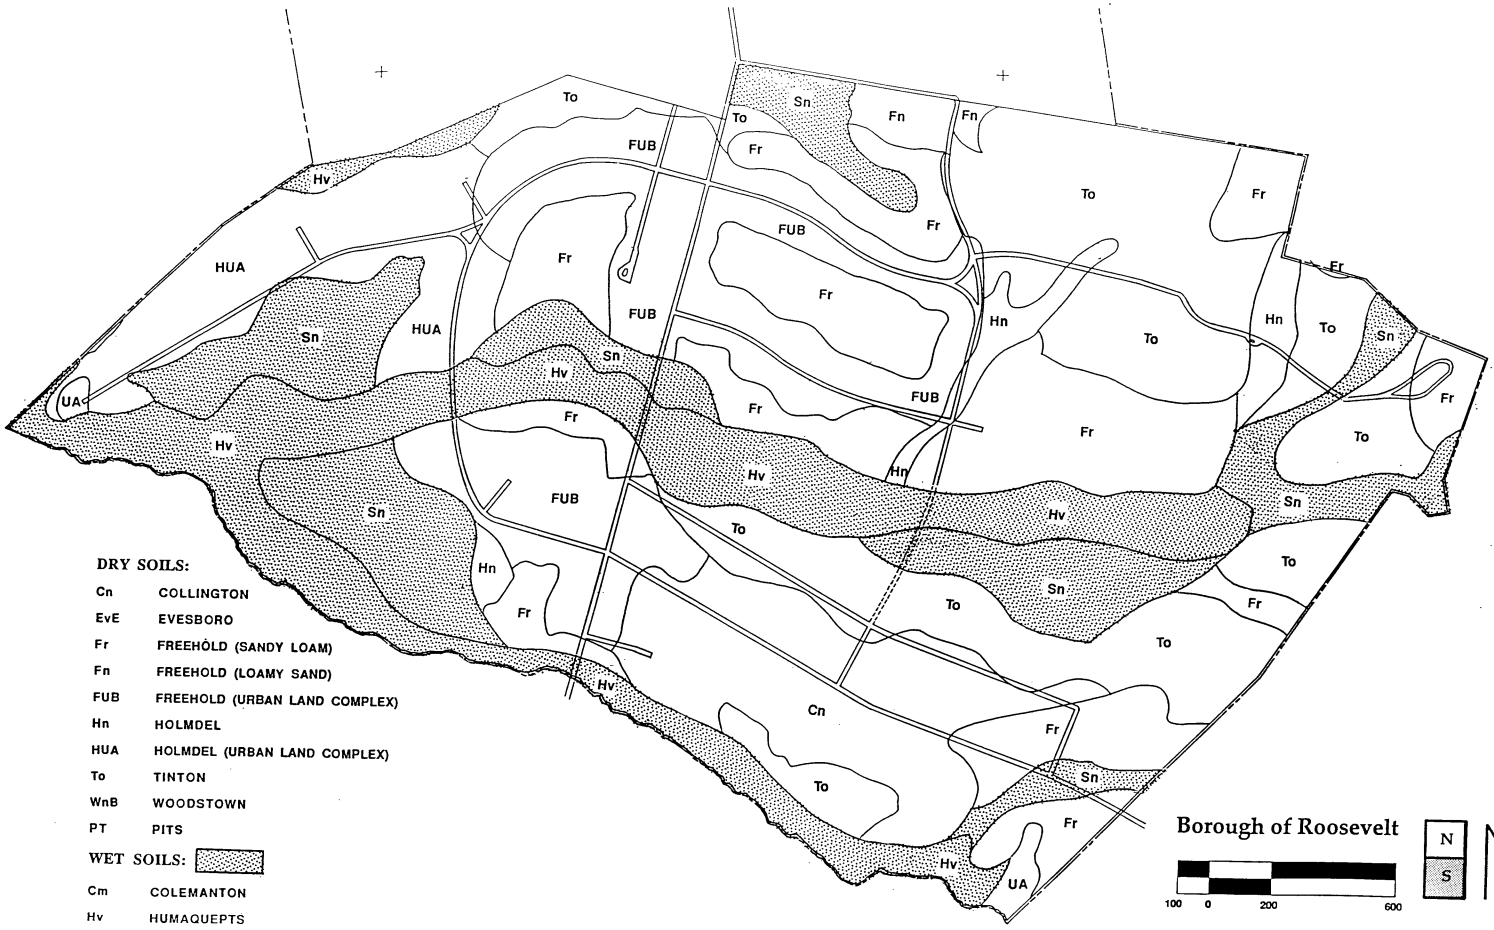 To
Sn
Fn
Fn
To
FUB
Fr
Hv
To
Fr
Fr
FUB
HUA
Fr
Fr
Fr
FUB
Hn
Hn
To
Sn
HUA
Sn
To
Sn
Hv
FUB
Fr
UA
Fr
Fr
Fr
To
Hv
Hn
Hv
FUB
Sn
Sn
Hv
To
Hn
To
Sn
To
Fr
Fr
To
Hv
Cn
Fr
Sn
To
Fr
Hv
UA
DRY SOILS:
Cn COLLINGTON
EvE EVESBORO
Fr FREEHOLD (SANDY LOAM)
Fn FREEHOLD (LOAMY SAND)
FUB FREEHOLD (URBAN LAND COMPLEX)
Hn HOLMDEL
HUA HOLMDEL (URBAN LAND COMPLEX)
To TINTON
WnB WOODSTOWN
PT PITS
WET SOILS:
Cm COLEMANTON
Hv HUMAQUEPTS
Borough of Roosevelt
100 0 200 600
N
S